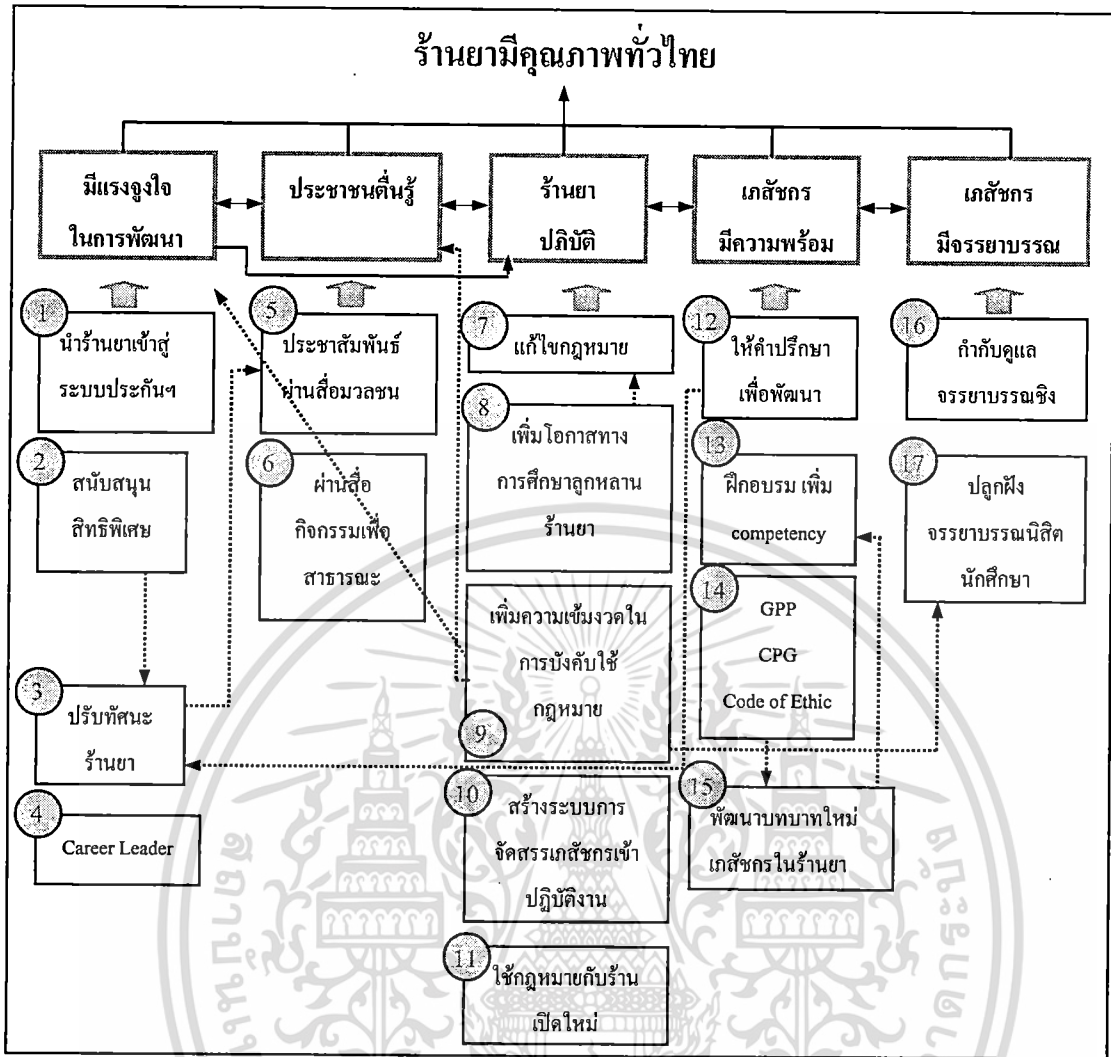 ร้านยามีคุณภาพทั่วไทย
มีแรงจูงใจ
ในการพัฒนา
ประชาชนตื่นรู้
ร้านยา
ปฏิบัติ
เภสัชกร
มีความพร้อม
เภสัชกร
มีจรรยาบรรณ
1
นำร้านยาเข้าสู่
ระบบประกันฯ
2
สนับสนุน
สิทธิพิเศษ
3
ปรับทัศนะ
ร้านยา
4
Career Leader
5
ประชาสัมพันธ์
ผ่านสื่อมวลชน
6
ผ่านสื่อ
กิจกรรมเพื่อ
สาธารณะ
7
แก้ไขกฎหมาย
8
เพิ่มโอกาสทาง
การศึกษาลูกหลาน
ร้านยา
เพิ่มความเข้มงวดใน
การบังคับใช้
กฎหมาย
9
10
สร้างระบบการ
จัดสรรเภสัชกรเข้า
ปฏิบัติงาน
11
ใช้กฎหมายกับร้าน
เปิดใหม่
12
ให้คำปรึกษา
เพื่อพัฒนา
13
ฝึกอบรม เพิ่ม
competency
14
GPP
CPG
Code of Ethic
15
พัฒนาบทบาทใหม่
เภสัชกรในร้านยา
16
กำกับดูแล
จรรยาบรรณชิง
17
ปลูกฝัง
จรรยาบรรณนิสิต
นักศึกษา